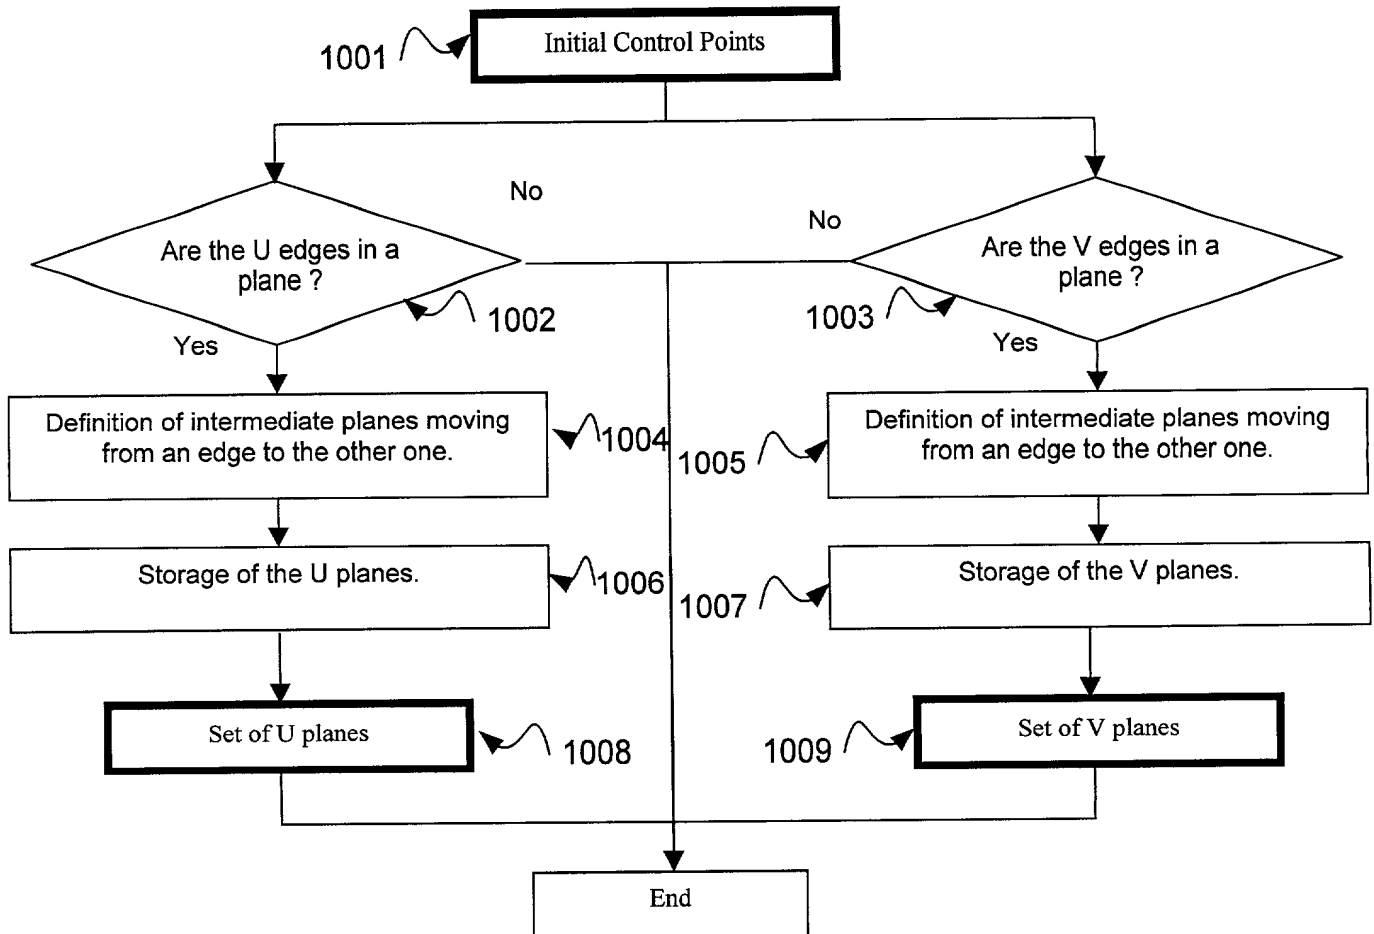 Initial Control Points
1001
No
No
Are the U edges in a
plane ?
Are the V edges in a
plane ?
1002
1003
Yes
Yes
Definition of intermediate planes moving
from an edge to the other one.
1004
Definition of intermediate planes moving
from an edge to the other one.
1005
Storage of the U planes.
1006
Storage of the V planes.
1007
Set of U planes
1008
Set of V planes
1009
End